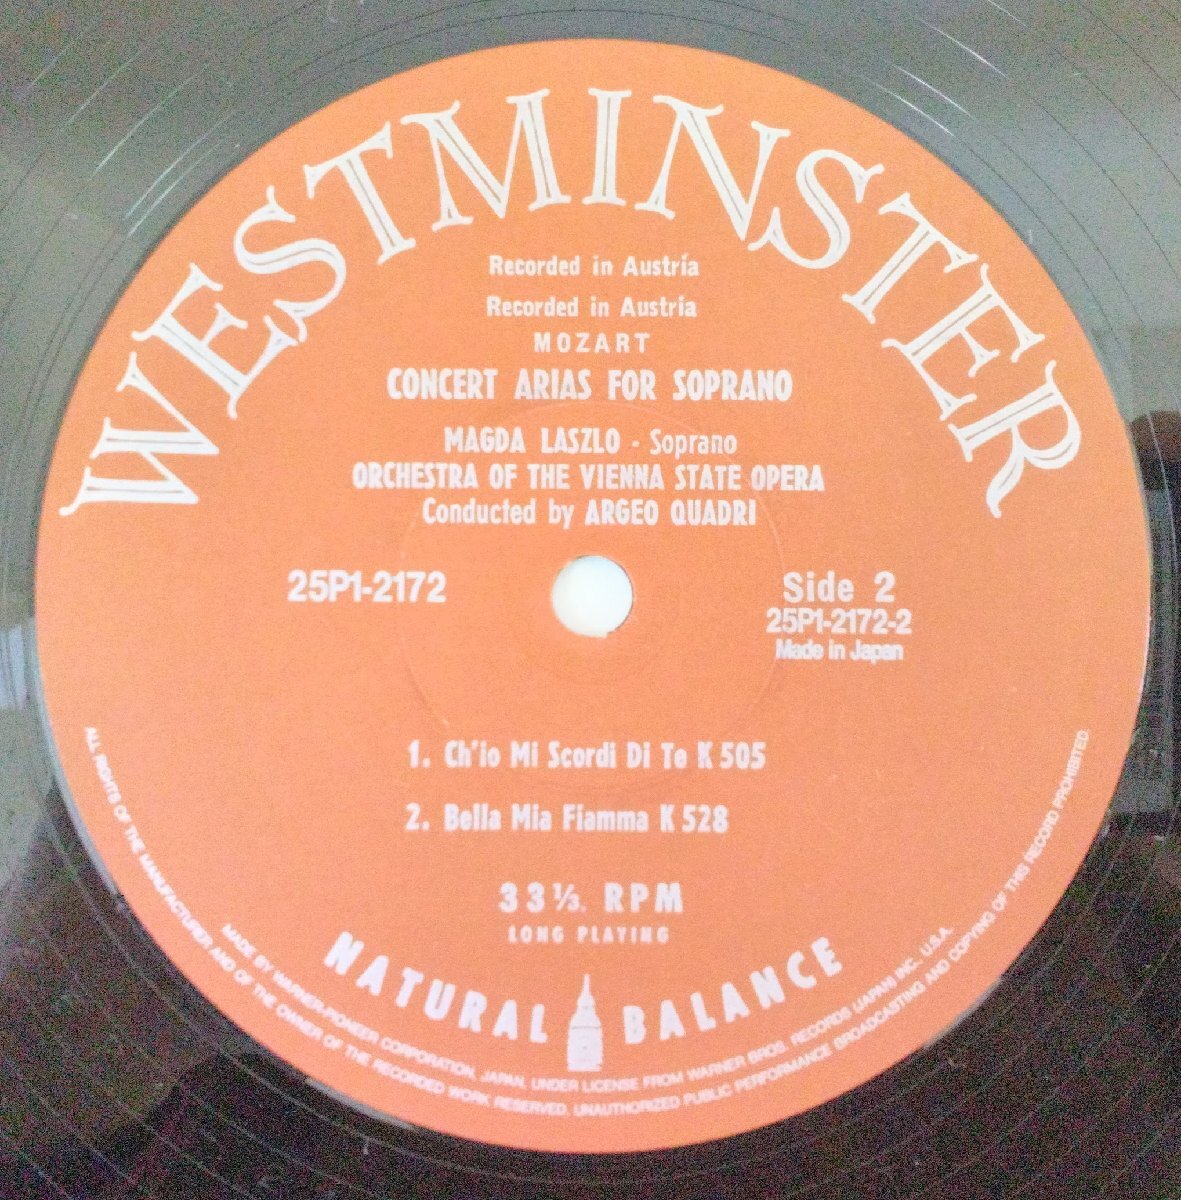 WESTMINSTER
Recorded in Austria
Recorded in Austria
MOZART
CONCERT ARIAS FOR SOPRANO
MAGDA LASZLO - Soprano
ORCHESTRA OF THE VIENNA STATE OPERA
Conducted by ARGEO QUADRI
25P1-2172
Side 2
25P1-2172-2
Made in Japan
1. Ch'io Mi Scordi Di Te K 505
2. Bella Mia Fiamma K 528
33⅓. RPM
LONG PLAYING
NATURAL BALANCE
MADE BY WARNER-PIONEER CORPORATION, JAPAN, UNDER LICENSE FROM WARNER BROS. RECORDS (JAPAN) INC., U.S.A.
ALL RIGHTS OF THE MANUFACTURER AND OF THE OWNER OF THE RECORDED WORK RESERVED. UNAUTHORIZED PUBLIC PERFORMANCE BROADCASTING AND COPYING OF THIS RECORD PROHIBITED